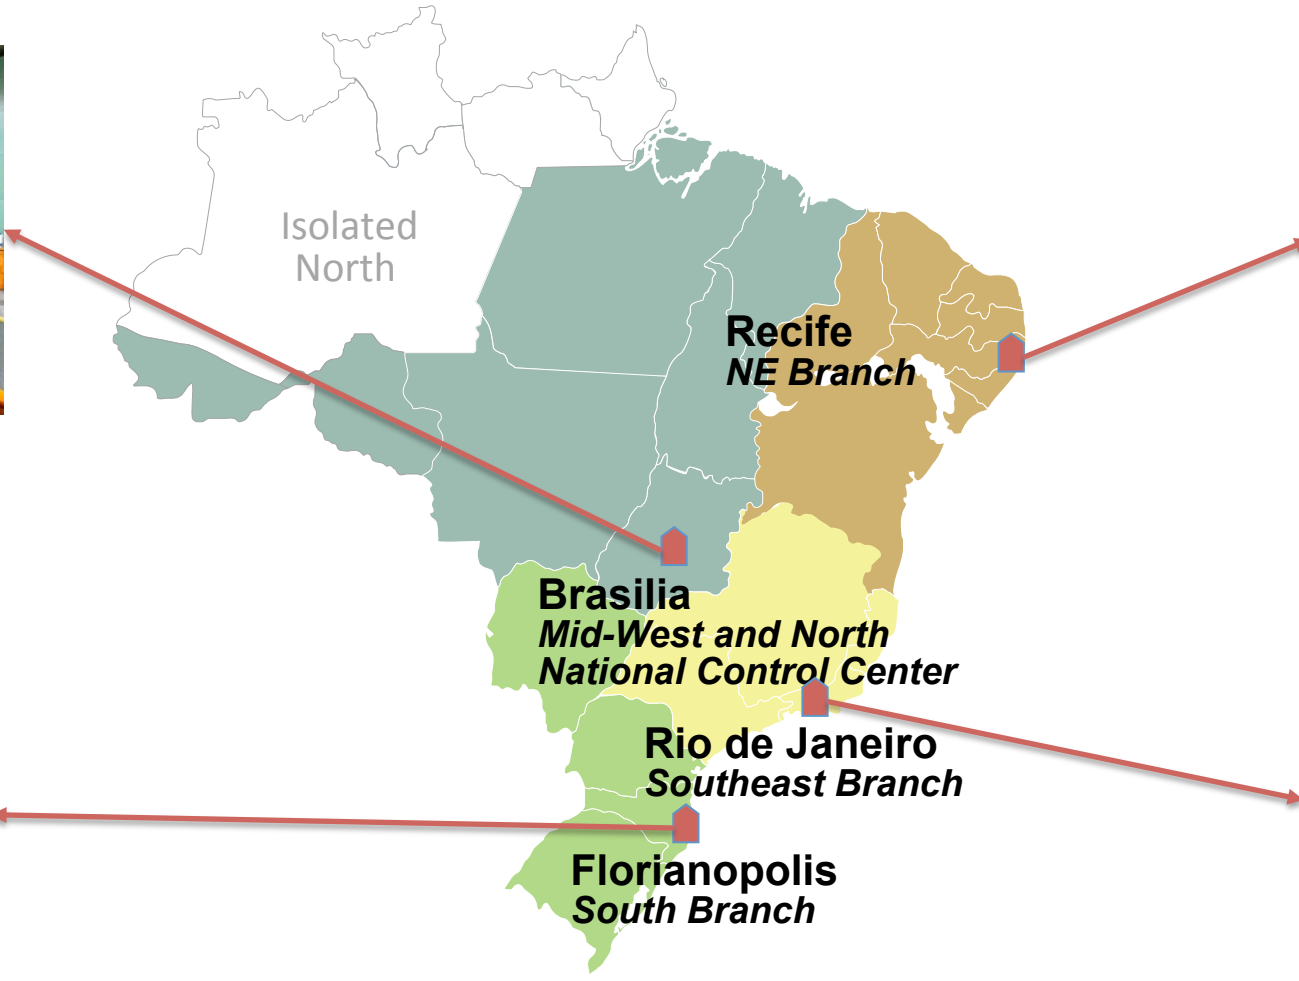 Isolated
North
Recife
NE Branch
Brasilia
Mid-West and North
National Control Center
Rio de Janeiro
Southeast Branch
Florianopolis
South Branch